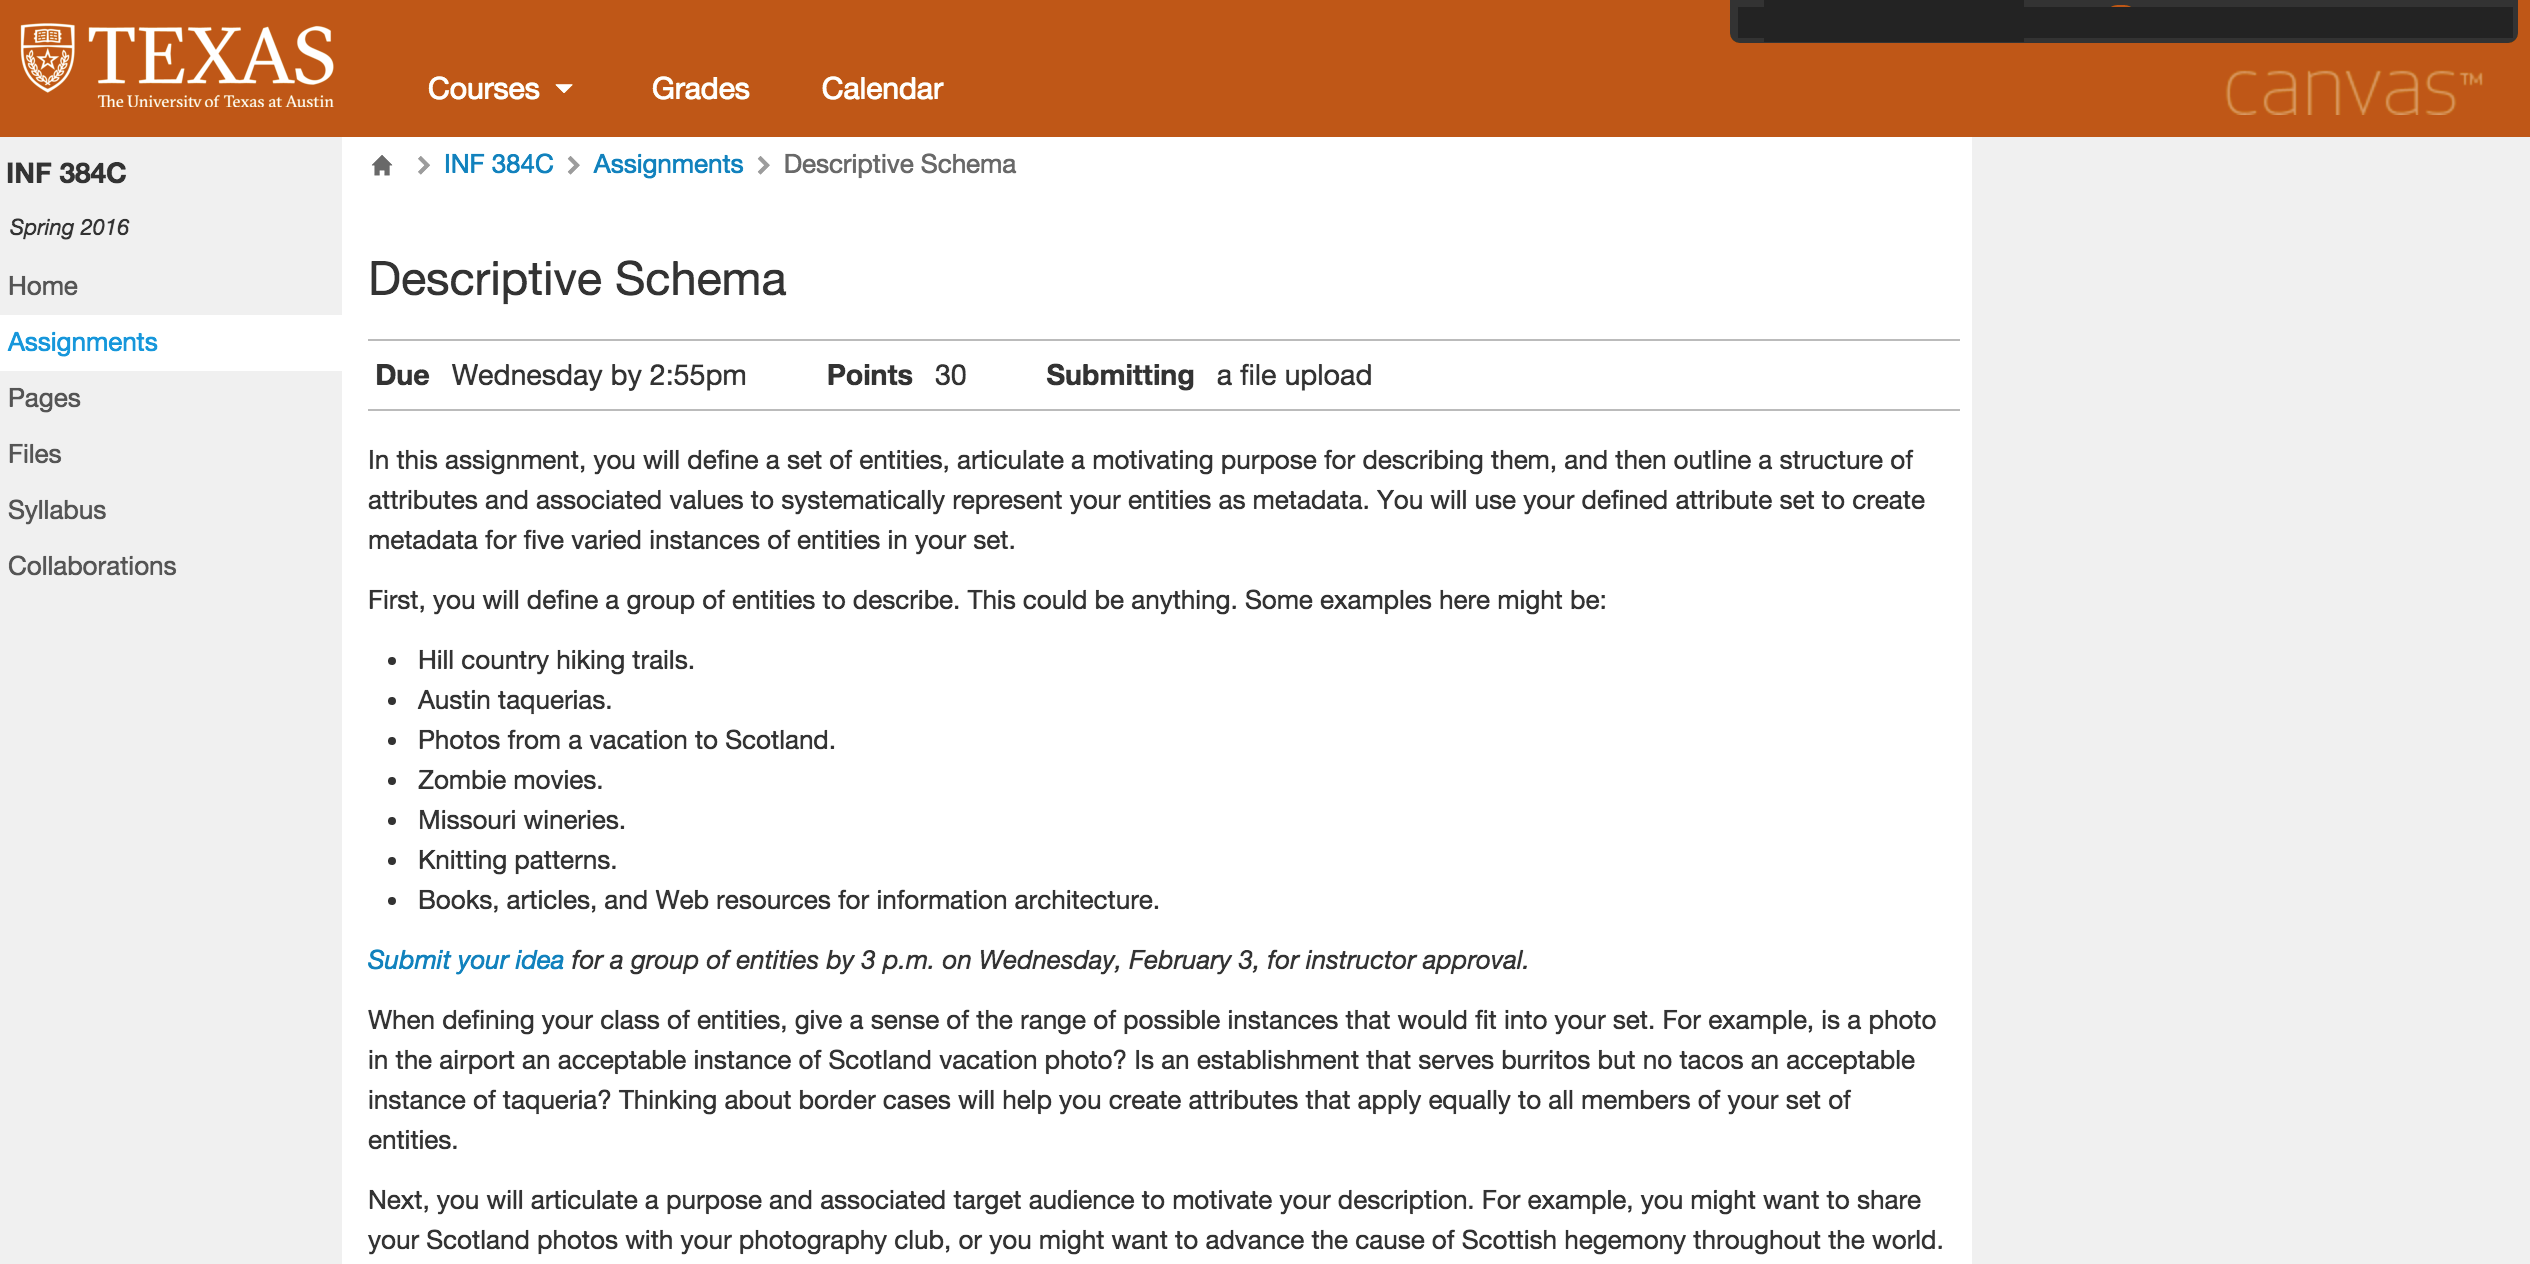 TEXAS
The University of Texas at Austin
Courses
Grades
Calendar
canvas™
INF 384C
Spring 2016
Home
Assignments
Pages
Files
Syllabus
Collaborations
INF 384C > Assignments > Descriptive Schema
Descriptive Schema
Due Wednesday by 2:55pm Points 30 Submitting a file upload
In this assignment, you will define a set of entities, articulate a motivating purpose for describing them, and then outline a structure of
attributes and associated values to systematically represent your entities as metadata. You will use your defined attribute set to create
metadata for five varied instances of entities in your set.
First, you will define a group of entities to describe. This could be anything. Some examples here might be:
• Hill country hiking trails.
• Austin taquerias.
• Photos from a vacation to Scotland.
• Zombie movies.
• Missouri wineries.
• Knitting patterns.
• Books, articles, and Web resources for information architecture.
Submit your idea for a group of entities by 3 p.m. on Wednesday, February 3, for instructor approval.
When defining your class of entities, give a sense of the range of possible instances that would fit into your set. For example, is a photo
in the airport an acceptable instance of Scotland vacation photo? Is an establishment that serves burritos but no tacos an acceptable
instance of taqueria? Thinking about border cases will help you create attributes that apply equally to all members of your set of
entities.
Next, you will articulate a purpose and associated target audience to motivate your description. For example, you might want to share
your Scotland photos with your photography club, or you might want to advance the cause of Scottish hegemony throughout the world.